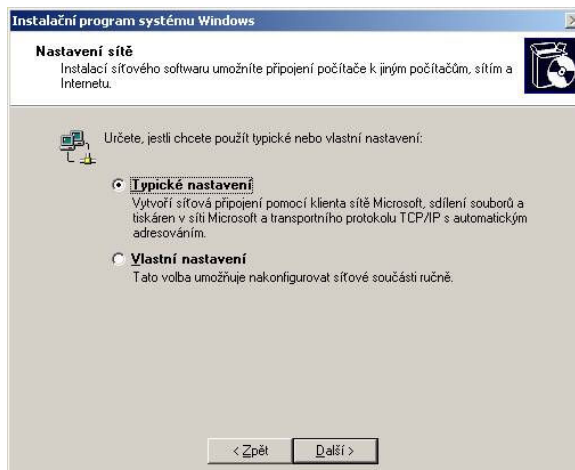 Instalační program systému Windows
Nastavení sítě
Instalací síťového softwaru umožníte připojení počítače k jiným počítačům, sítím a
Internetu.
Určete, jestli chcete použít typické nebo vlastní nastavení:
Typické nastavení
Vytvoří síťová připojení pomocí klienta sítě Microsoft, sdílení souborů a
tiskáren v síti Microsoft a transportního protokolu TCP/IP s automatickým
adresováním.
Vlastní nastavení
Tato volba umožňuje nakonfigurovat síťové součásti ručně.
< Zpět Další >